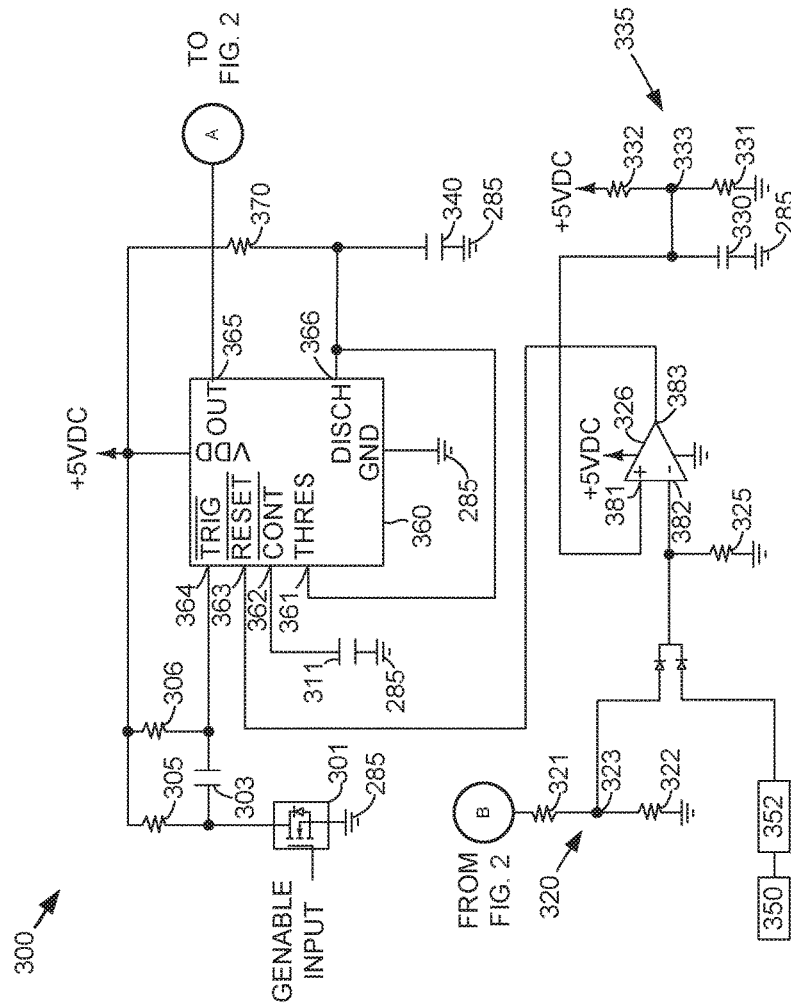 300
GENABLE
INPUT
305
306
303
301
285
+5VDC
364
363
362
361
311
285
TRIG
RESET
CONT
THRES
VDD
OUT
DISCH
GND
365
366
360
285
370
340
285
A
TO
FIG. 2
FROM
FIG. 2
B
320
321
323
322
350
352
325
381
382
+
-
+5VDC
326
383
+5VDC
332
333
331
330
285
335